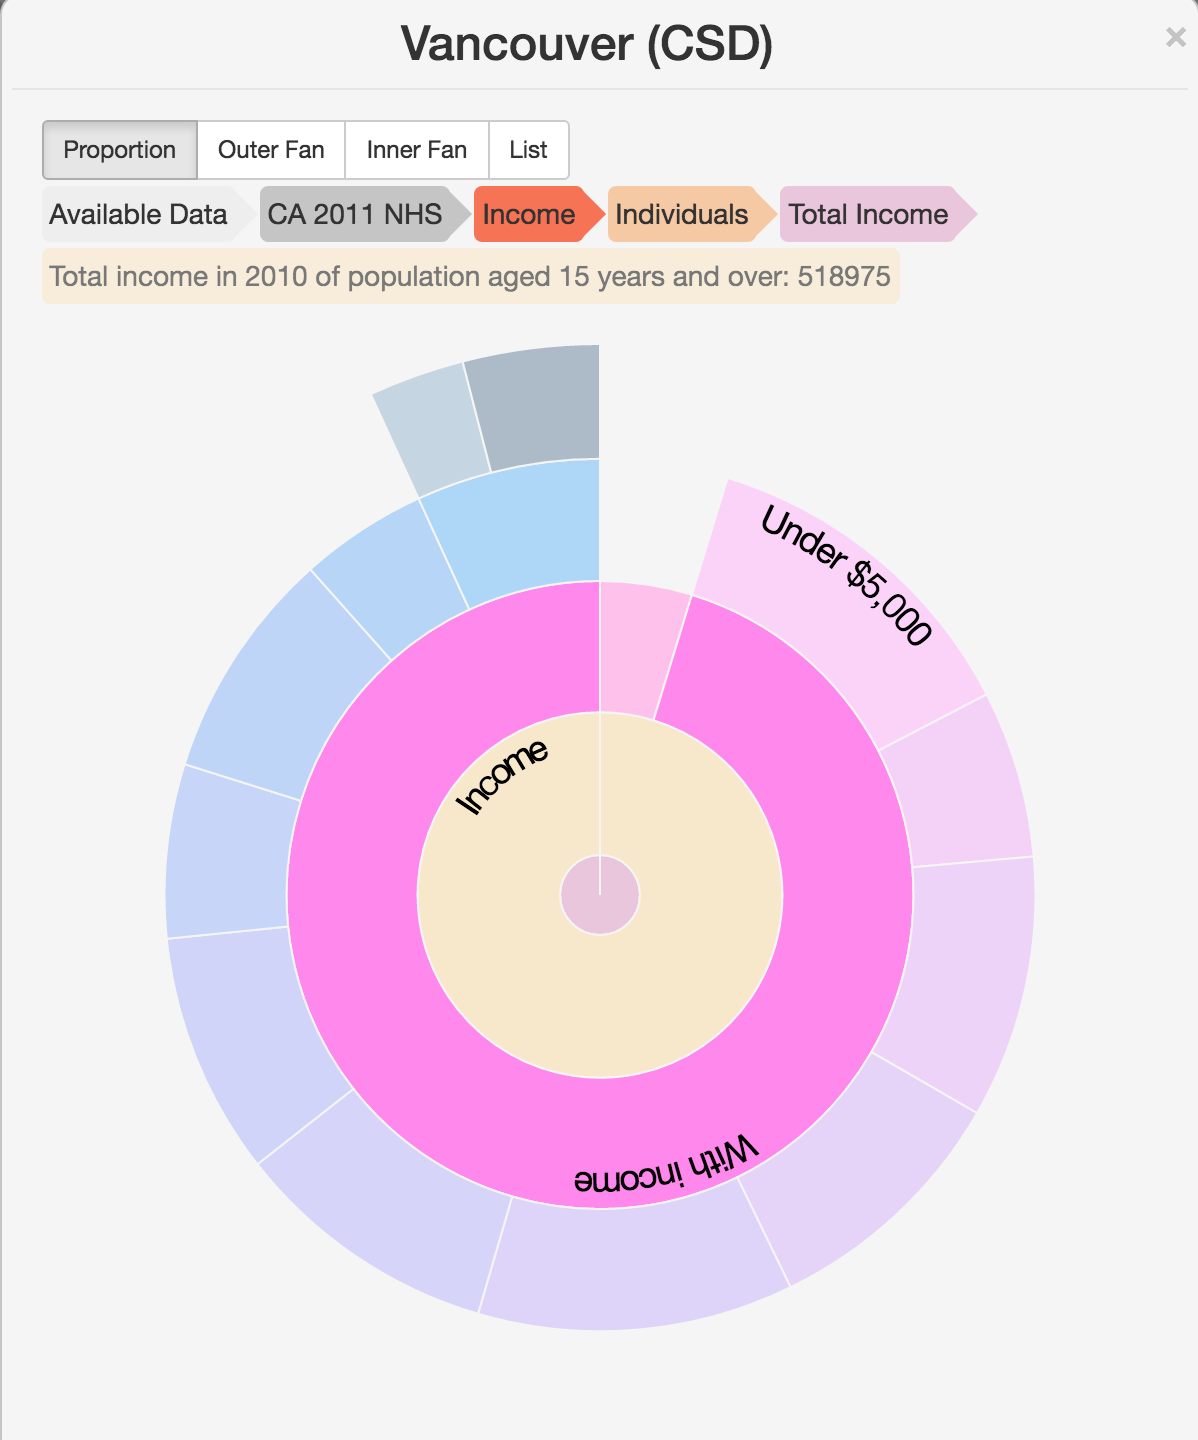 Vancouver (CSD)
×
Proportion Outer Fan Inner Fan List
Available Data CA 2011 NHS Income Individuals Total Income
Total income in 2010 of population aged 15 years and over: 518975
Under $5,000
Income
With income